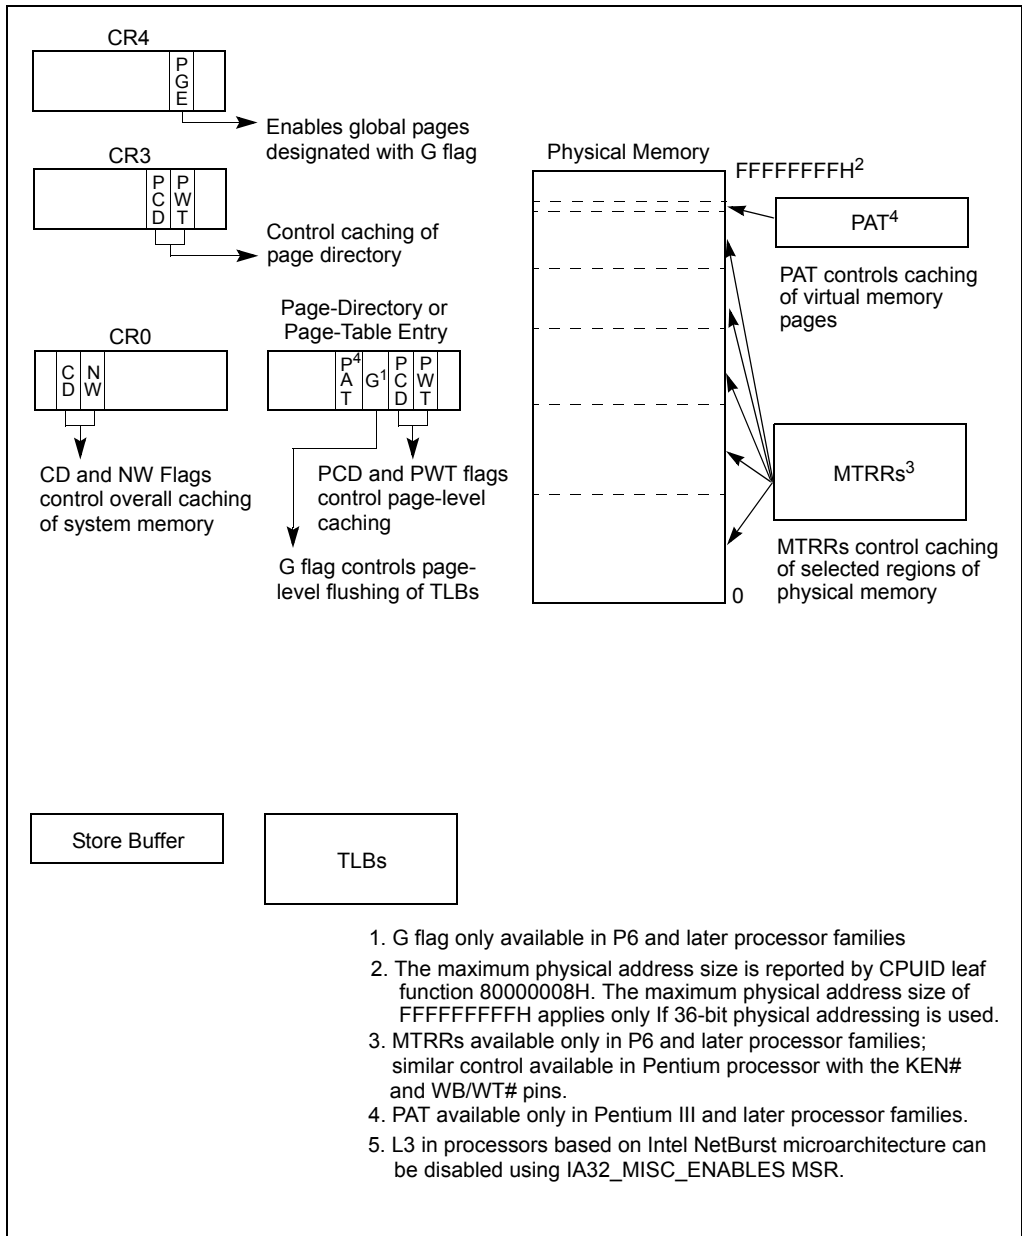 CR4
P
G
E
Enables global pages
designated with G flag
CR3
P P
C W
D T
Control caching of
page directory
Physical Memory
FFFFFFFFH2
PAT4
PAT controls caching
of virtual memory
pages
CR0
C N
D W
CD and NW Flags
control overall caching
of system memory
Page-Directory or
Page-Table Entry
P4 G1 P P
A C W
T D T
PCD and PWT flags
control page-level
caching
G flag controls page-
level flushing of TLBs
MTRRs3
MTRRs control caching
of selected regions of
physical memory
0
Store Buffer
TLBs
1. G flag only available in P6 and later processor families
2. The maximum physical address size is reported by CPUID leaf
function 80000008H. The maximum physical address size of
FFFFFFFFFH applies only If 36-bit physical addressing is used.
3. MTRRs available only in P6 and later processor families;
similar control available in Pentium processor with the KEN#
and WB/WT# pins.
4. PAT available only in Pentium III and later processor families.
5. L3 in processors based on Intel NetBurst microarchitecture can
be disabled using IA32_MISC_ENABLES MSR.